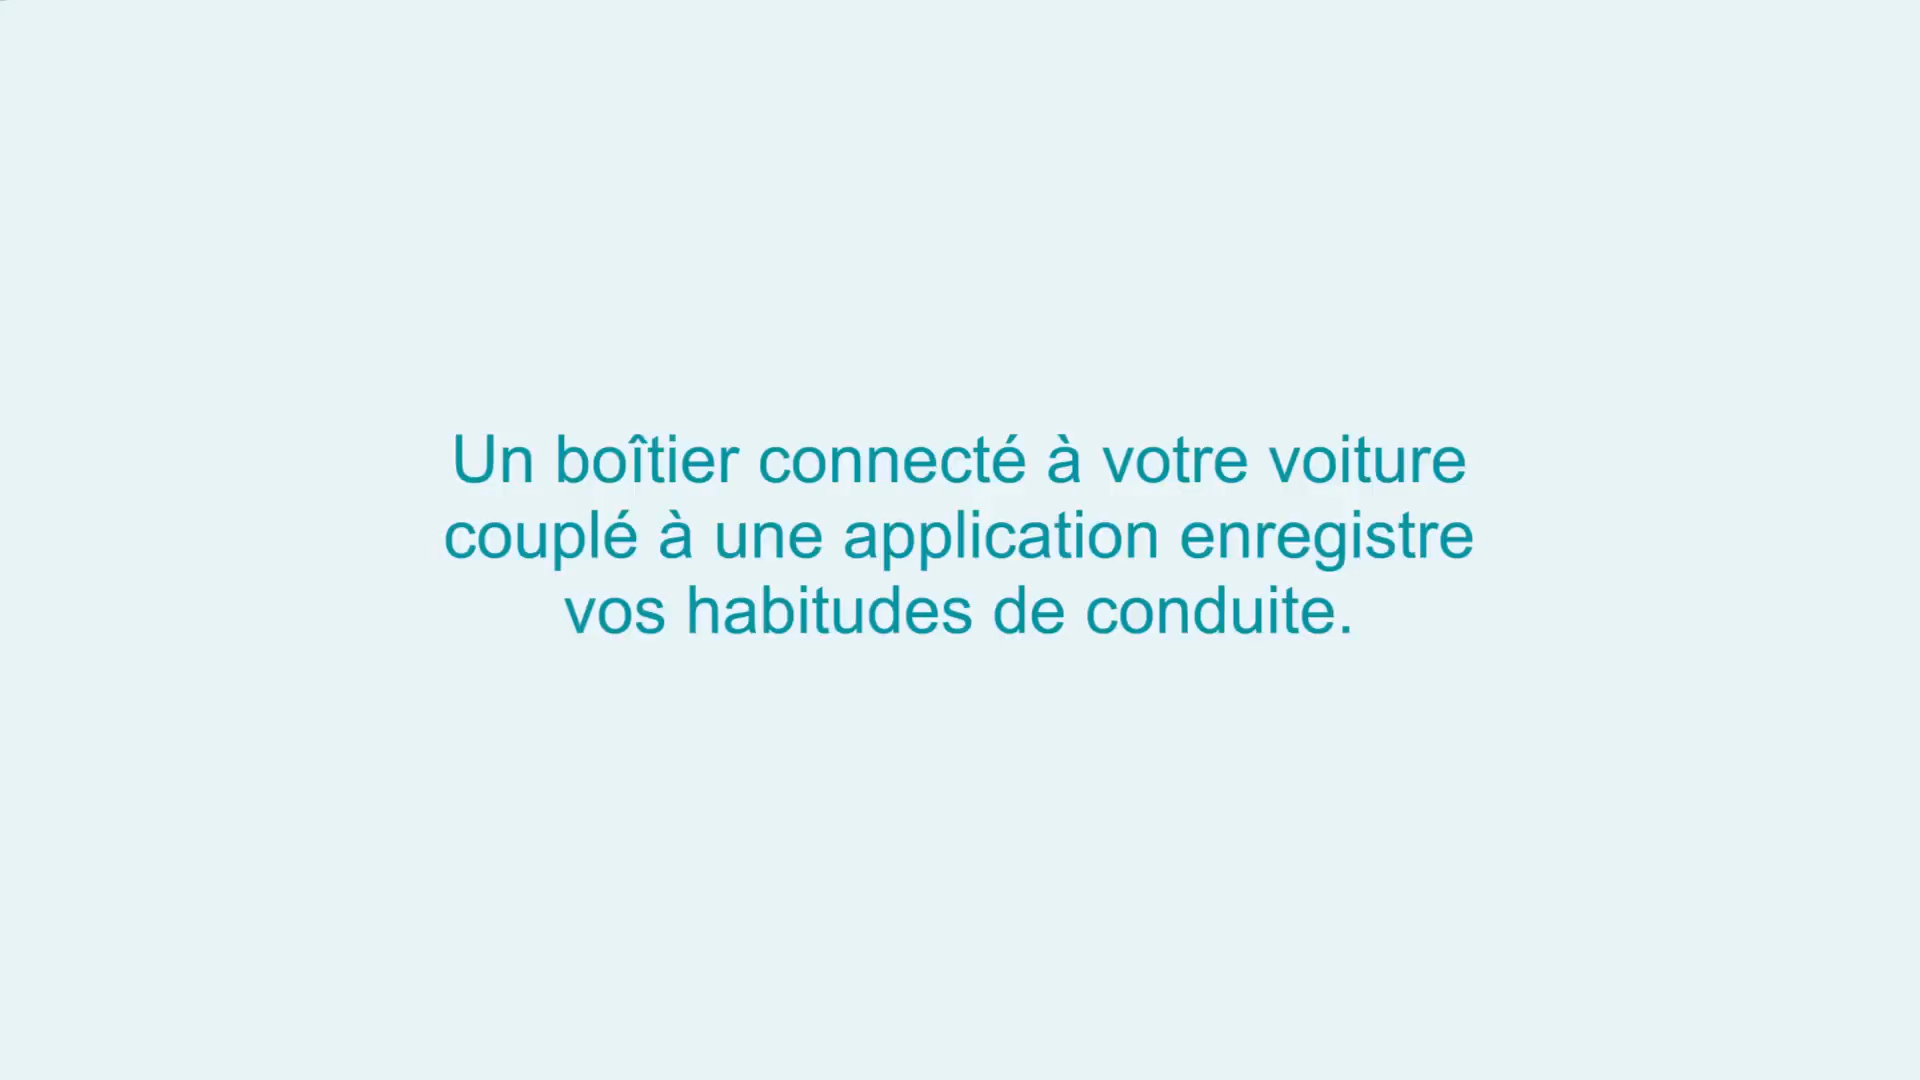 Un boîtier connecté à votre voiture
couplé à une application enregistre
vos habitudes de conduite.